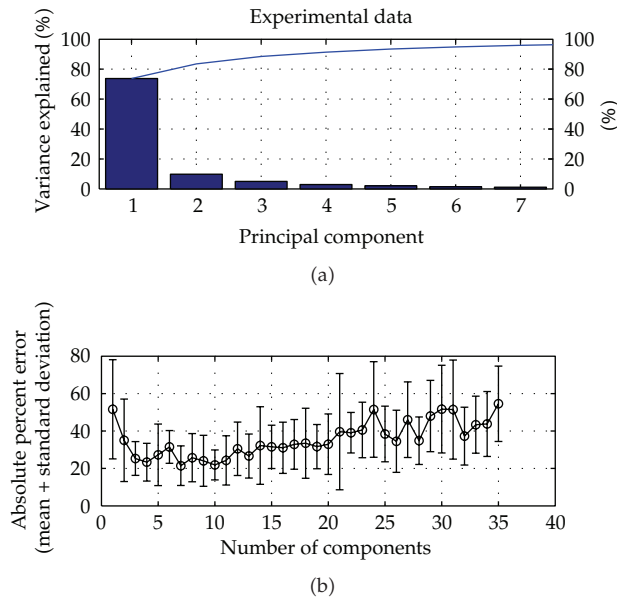 Experimental data
Variance explained (%)
100
80
60
40
20
0
100
80
60
40
20
0
(%)
1 2 3 4 5 6 7
Principal component
(a)
Absolute percent error
(mean + standard deviation)
80
60
40
20
0
0 5 10 15 20 25 30 35 40
Number of components
(b)